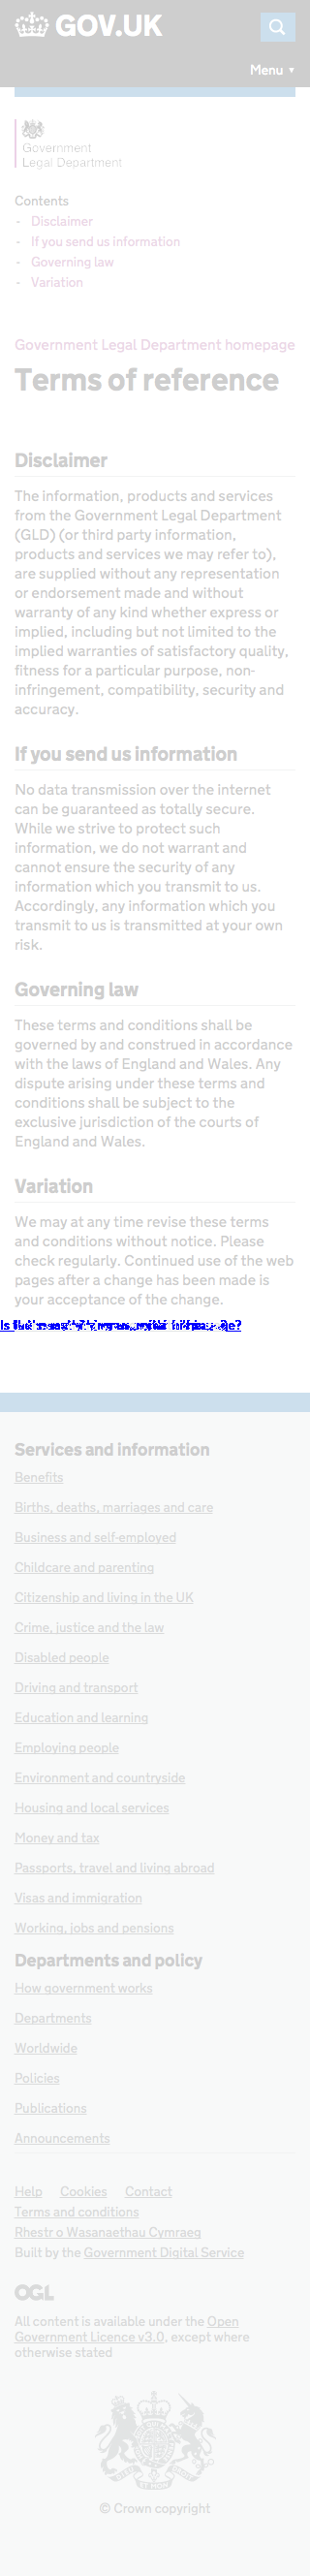 GOV.UK
Menu ▼
Government
Legal Department
Contents
- Disclaimer
- If you send us information
- Governing law
- Variation
Government Legal Department homepage
Terms of reference
Disclaimer
The information, products and services
from the Government Legal Department
(GLD) (or third party information,
products and services we may refer to),
are supplied without any representation
or endorsement made and without
warranty of any kind whether express or
implied, including but not limited to the
implied warranties of satisfactory quality,
fitness for a particular purpose, non-
infringement, compatibility, security and
accuracy.
If you send us information
No data transmission over the internet
can be guaranteed as totally secure.
While we strive to protect such
information, we do not warrant and
cannot ensure the security of any
information which you transmit to us.
Accordingly, any information which you
transmit to us is transmitted at your own
risk.
Governing law
These terms and conditions shall be
governed by and construed in accordance
with the laws of England and Wales. Any
dispute arising under these terms and
conditions shall be subject to the
exclusive jurisdiction of the courts of
England and Wales.
Variation
We may at any time revise these terms
and conditions without notice. Please
check regularly. Continued use of the web
pages after a change has been made is
your acceptance of the change.
Services and information
Benefits
Births, deaths, marriages and care
Business and self-employed
Childcare and parenting
Citizenship and living in the UK
Crime, justice and the law
Disabled people
Driving and transport
Education and learning
Employing people
Environment and countryside
Housing and local services
Money and tax
Passports, travel and living abroad
Visas and immigration
Working, jobs and pensions
Departments and policy
How government works
Departments
Worldwide
Policies
Publications
Announcements
Help Cookies Contact
Terms and conditions
Rhestr o Wasanaethau Cymraeg
Built by the Government Digital Service
OGL
All content is available under the Open
Government Licence v3.0, except where
otherwise stated
© Crown copyright